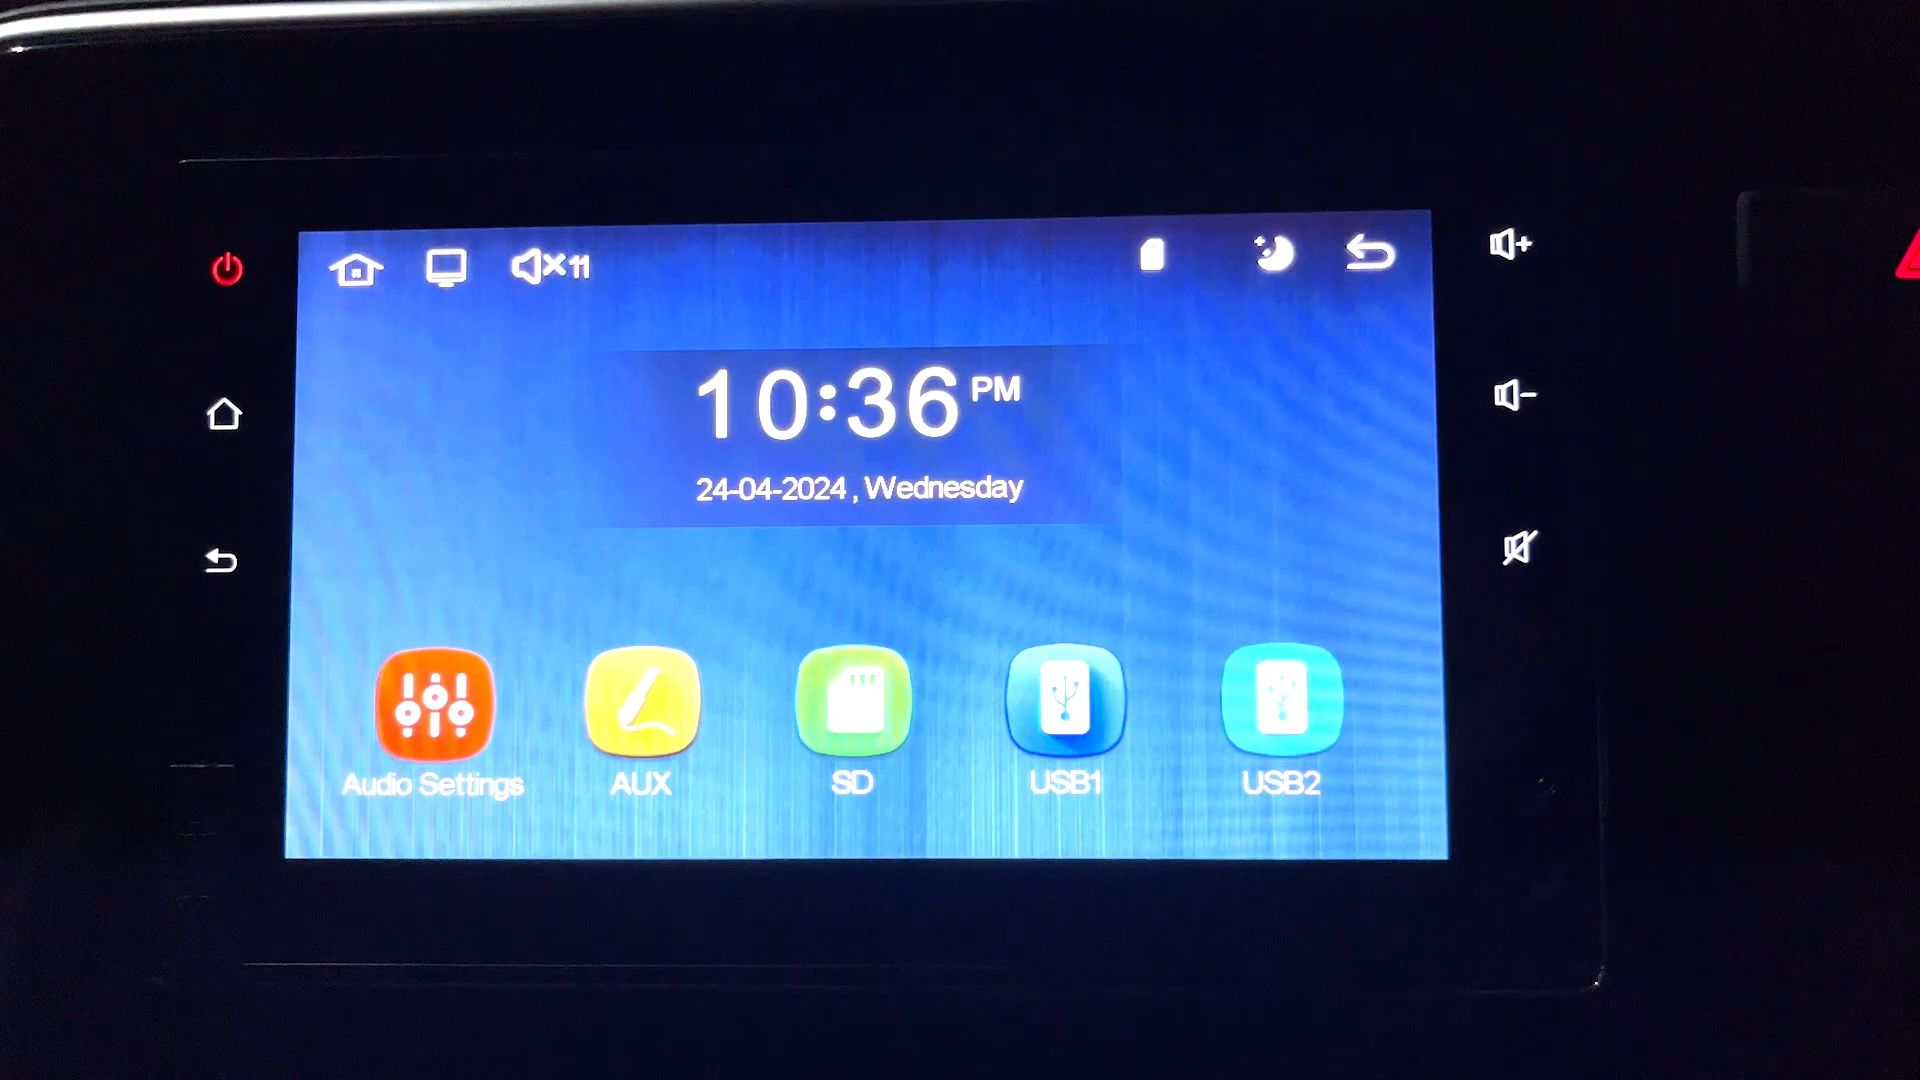 11
10:36 PM
24-04-2024, Wednesday
Audio Settings
AUX
SD
USB1
USB2